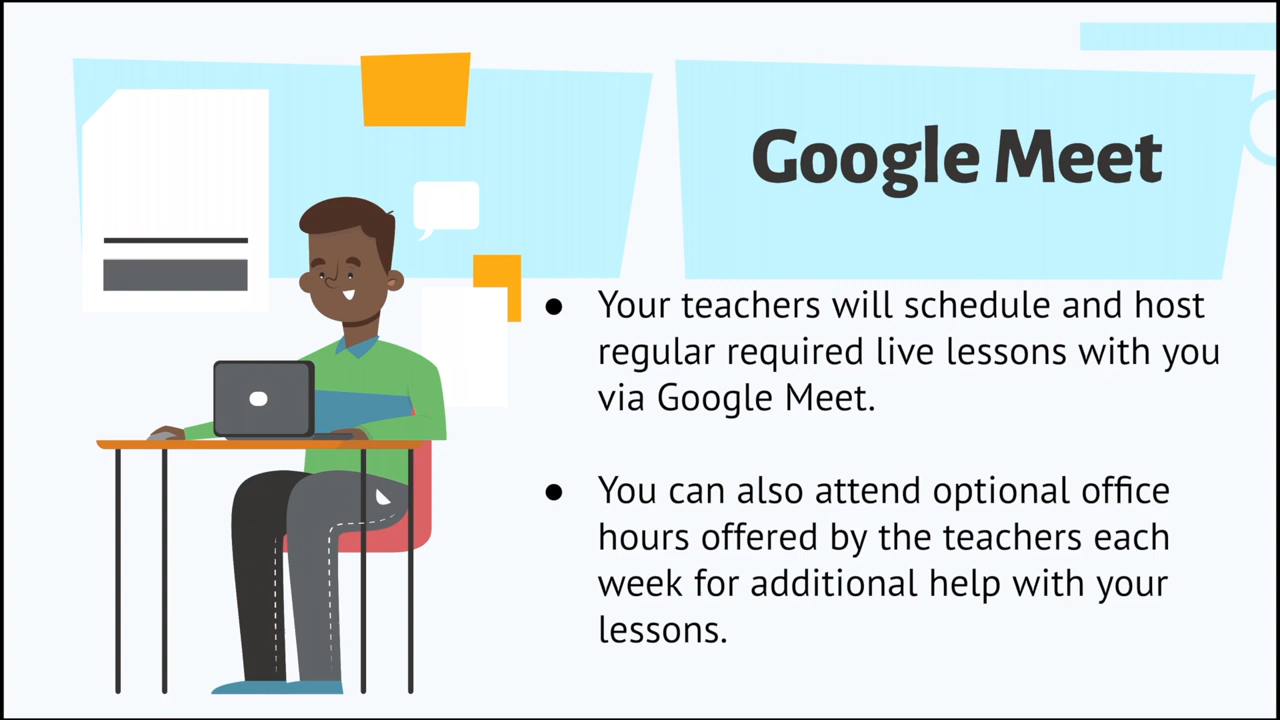 Google Meet
● Your teachers will schedule and host
regular required live lessons with you
via Google Meet.
● You can also attend optional office
hours offered by the teachers each
week for additional help with your
lessons.